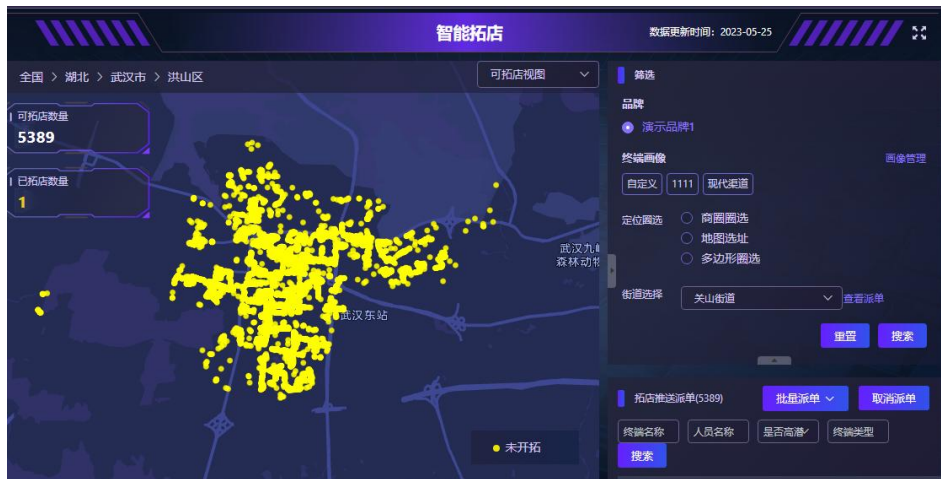 智能拓店
数据更新时间：2023-05-25
全国 > 湖北 > 武汉市 > 洪山区
可拓店视图
可拓店数量
5389
已拓店数量
1
武汉九
森林动
武汉东站
未开拓
筛选
品牌
演示品牌1
终端画像
画像管理
自定义 1111 现代渠道
定位圈选
商圈圈选
地图选址
多边形圈选
街道选择
关山街道
查看派单
重置 搜索
拓店推送派单(5389)
批量派单
取消派单
终端名称 人员名称 是否高潜 终端类型
搜索